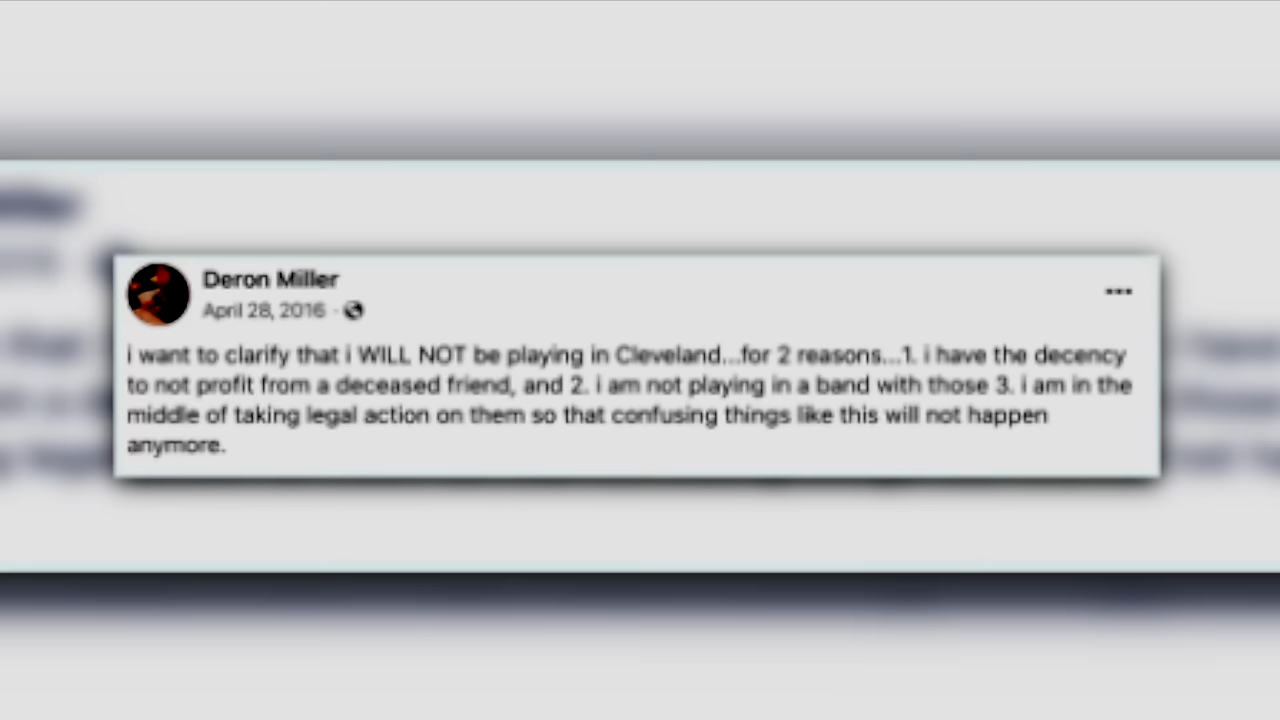 Deron Miller
April 28, 2016 ·
i want to clarify that i WILL NOT be playing in Cleveland...for 2 reasons...1. i have the decency
to not profit from a deceased friend, and 2. i am not playing in a band with those 3. i am in the
middle of taking legal action on them so that confusing things like this will not happen
anymore.